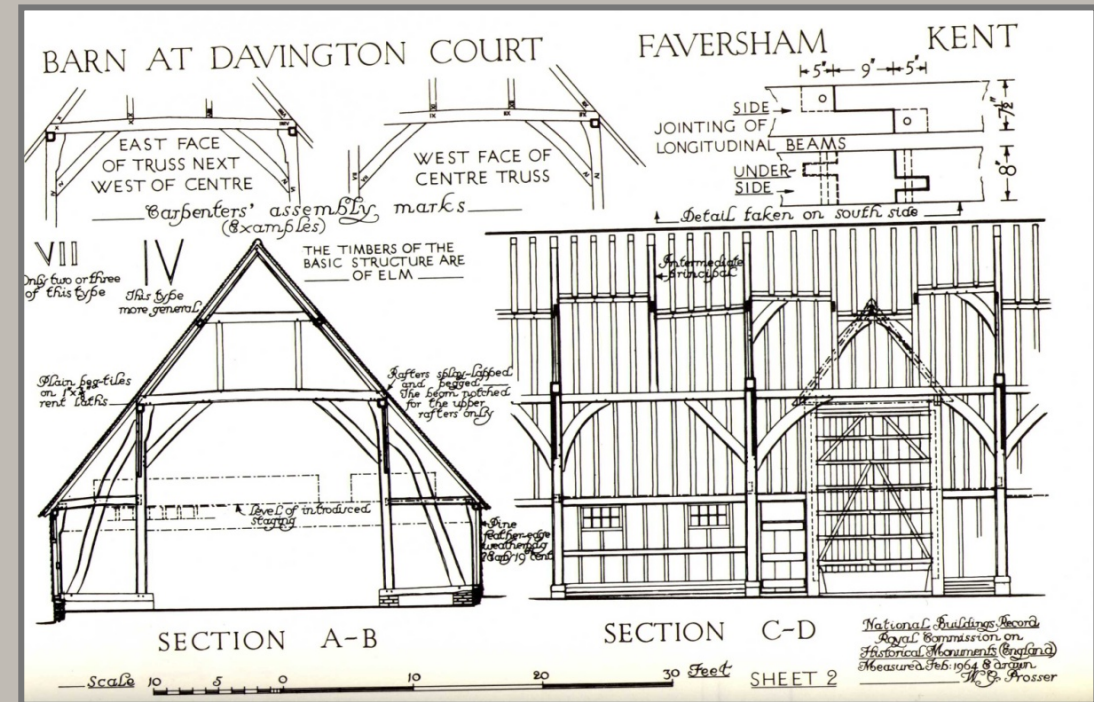 BARN AT DAVINGTON COURT FAVERSHAM KENT
5" 9" 5"
SIDE
JOINTING OF
LONGITUDINAL BEAMS
7½"
UNDER-
SIDE
8"
Detail taken on south side
EAST FACE
OF TRUSS NEXT
WEST OF CENTRE
WEST FACE OF
CENTRE TRUSS
Carpenters' assembly marks
(Examples)
VII
Only two or three
of this type
IV
This type
more general
THE TIMBERS OF THE
BASIC STRUCTURE ARE
OF ELM
Intermediate
principal
Plain peg-tiles
on 1"x
rent laths
Rafters splay-lapped
and pegged
The beam notched
for the upper
rafters only
Level of introduced
staging
Pine
feather-edge
weatherbdg
Early 19 cent
SECTION A-B
SECTION C-D
National Buildings Record
Royal Commission on
Historical Monuments (England)
Measured Feb: 1964 & drawn
W. G. Prosser
Scale 10 5 0 10 20 30 Feet
SHEET 2